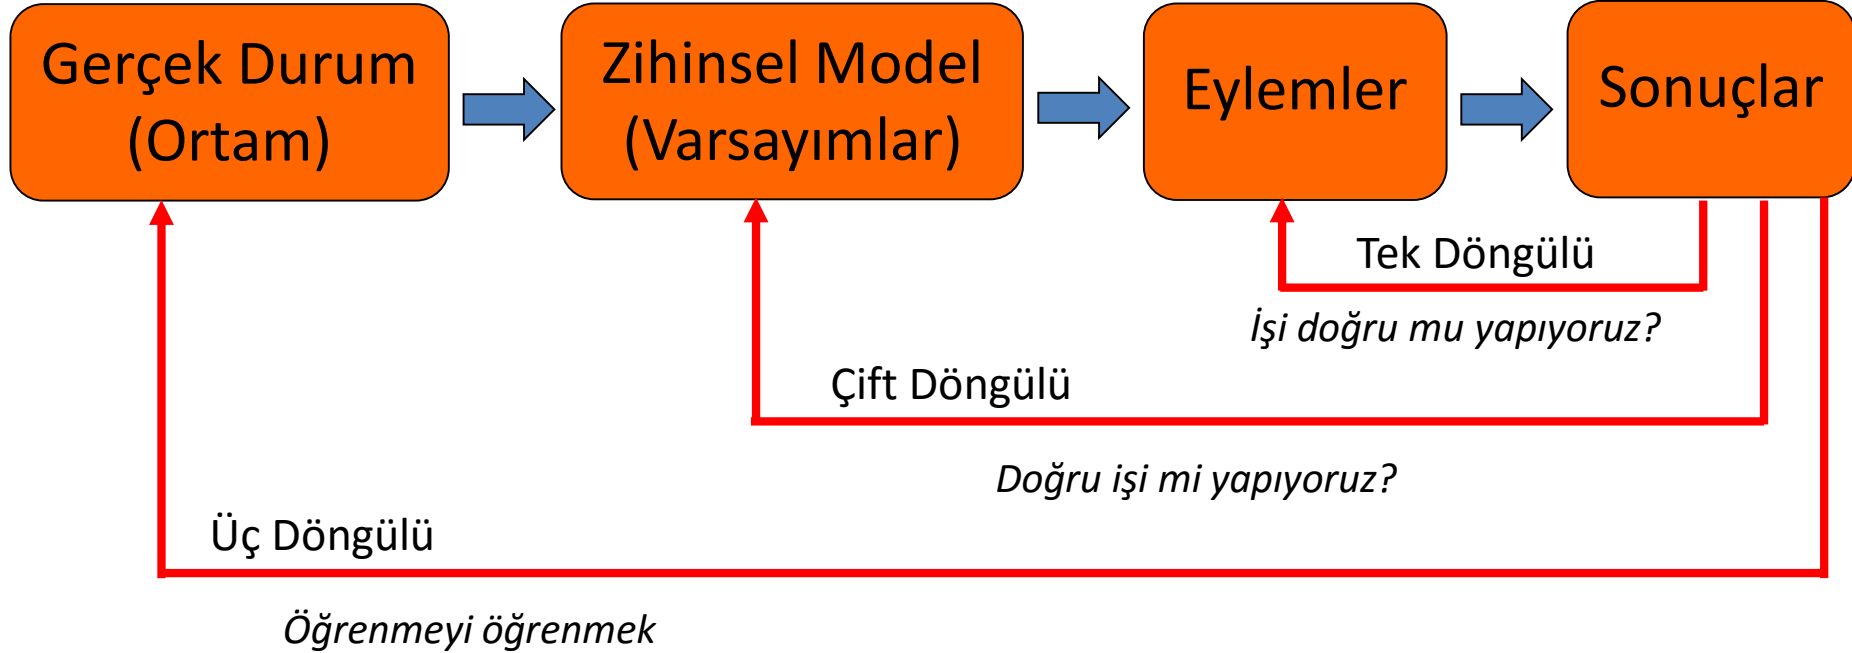 Gerçek Durum
(Ortam)
Zihinsel Model
(Varsayımlar)
Eylemler
Sonuçlar
Tek Döngülü
İşi doğru mu yapıyoruz?
Çift Döngülü
Doğru işi mi yapıyoruz?
Üç Döngülü
Öğrenmeyi öğrenmek